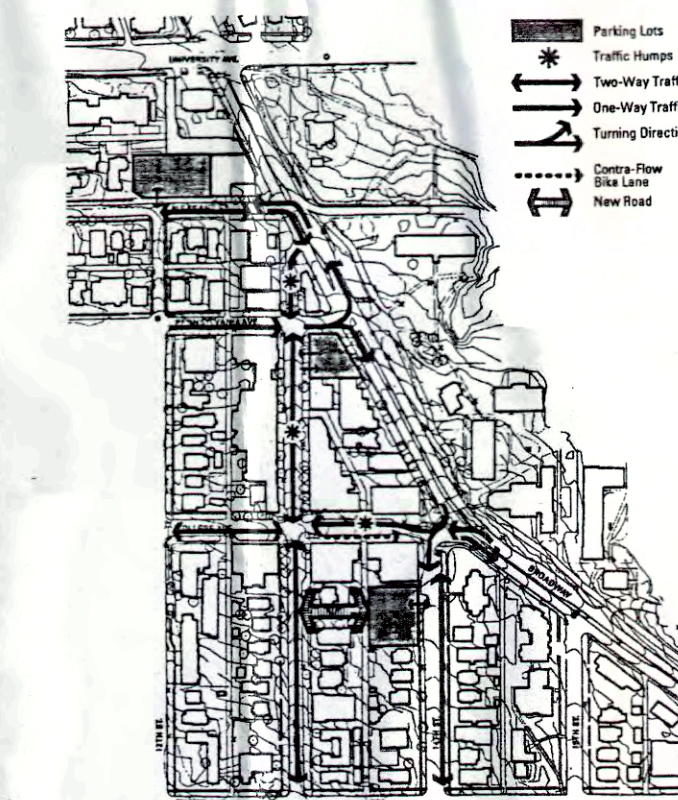 UNIVERSITY AVE.
Parking Lots
Traffic Humps
Two-Way Traff
One-Way Traff
Turning Directi
Contra-Flow
Bike Lane
New Road
BROADWAY
12TH ST.
14TH ST.
15TH ST.